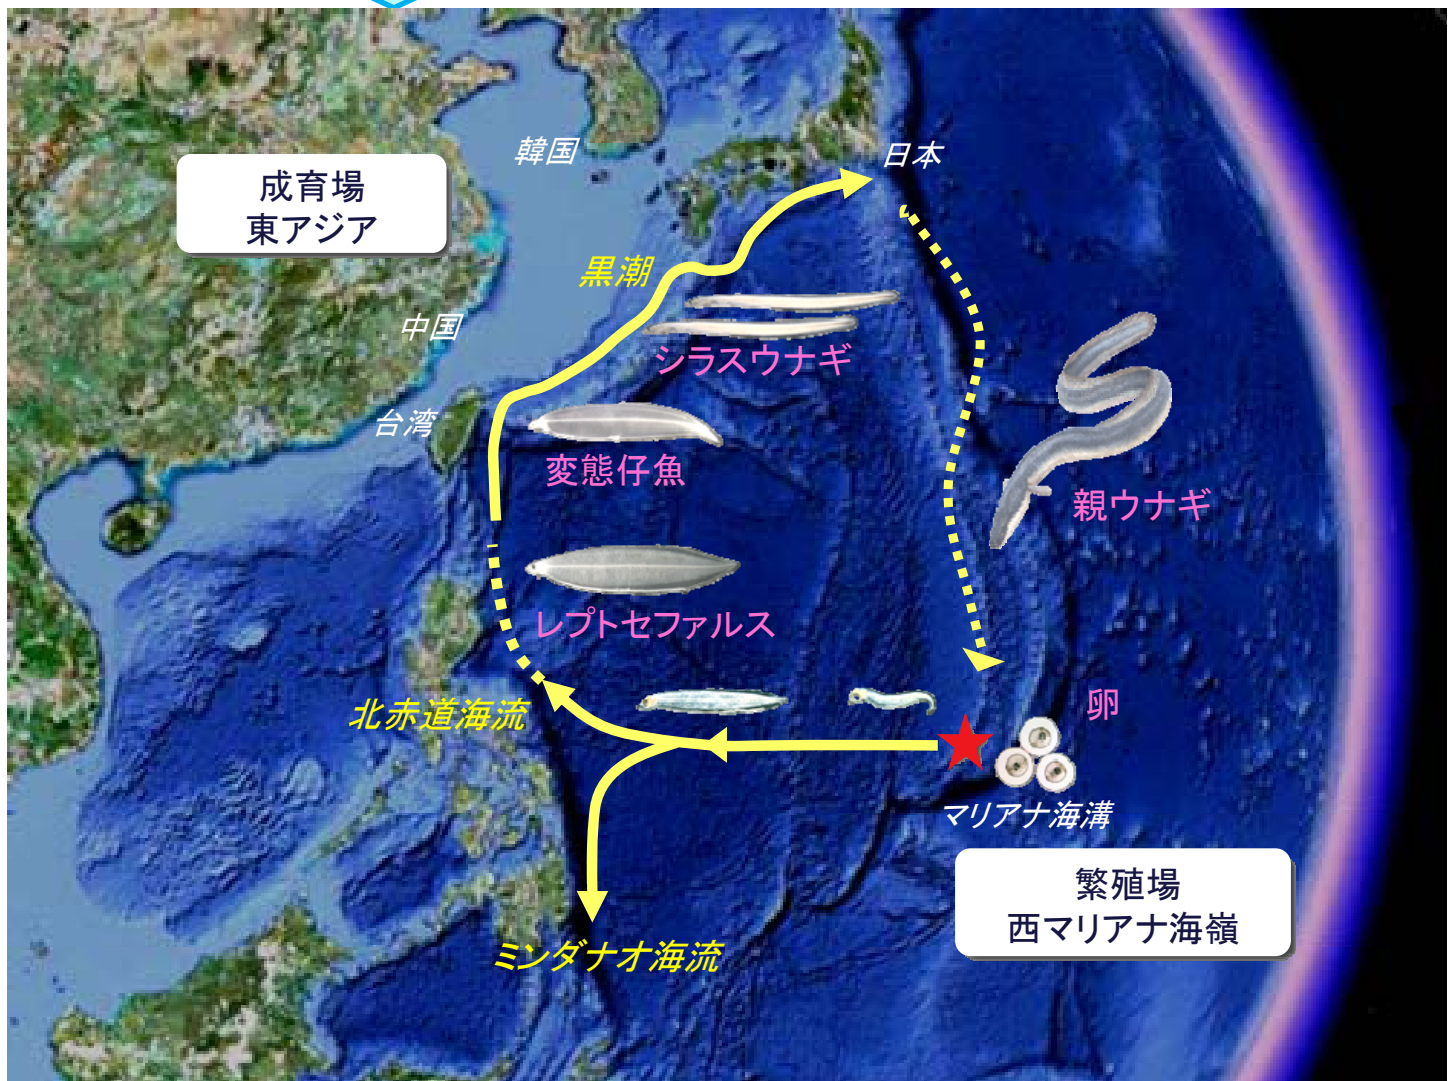 韓国
日本
成育場
東アジア
黒潮
中国
シラスウナギ
台湾
変態仔魚
親ウナギ
レプトセファルス
北赤道海流
卵
マリアナ海溝
繁殖場
西マリアナ海嶺
ミンダナオ海流